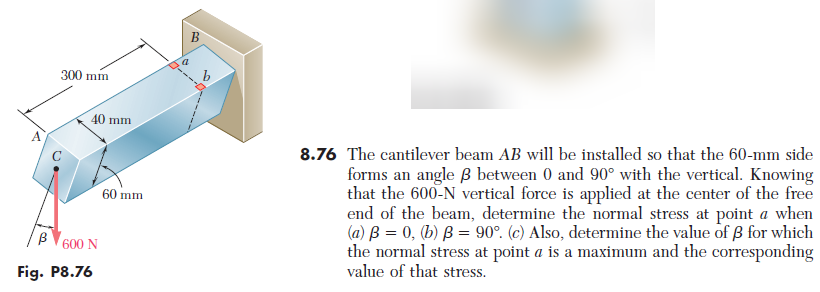 B
a
b
300 mm
40 mm
A
C
60 mm
β
600 N
Fig. P8.76
8.76 The cantilever beam AB will be installed so that the 60-mm side
forms an angle β between 0 and 90° with the vertical. Knowing
that the 600-N vertical force is applied at the center of the free
end of the beam, determine the normal stress at point a when
(a) β = 0, (b) β = 90°. (c) Also, determine the value of β for which
the normal stress at point a is a maximum and the corresponding
value of that stress.